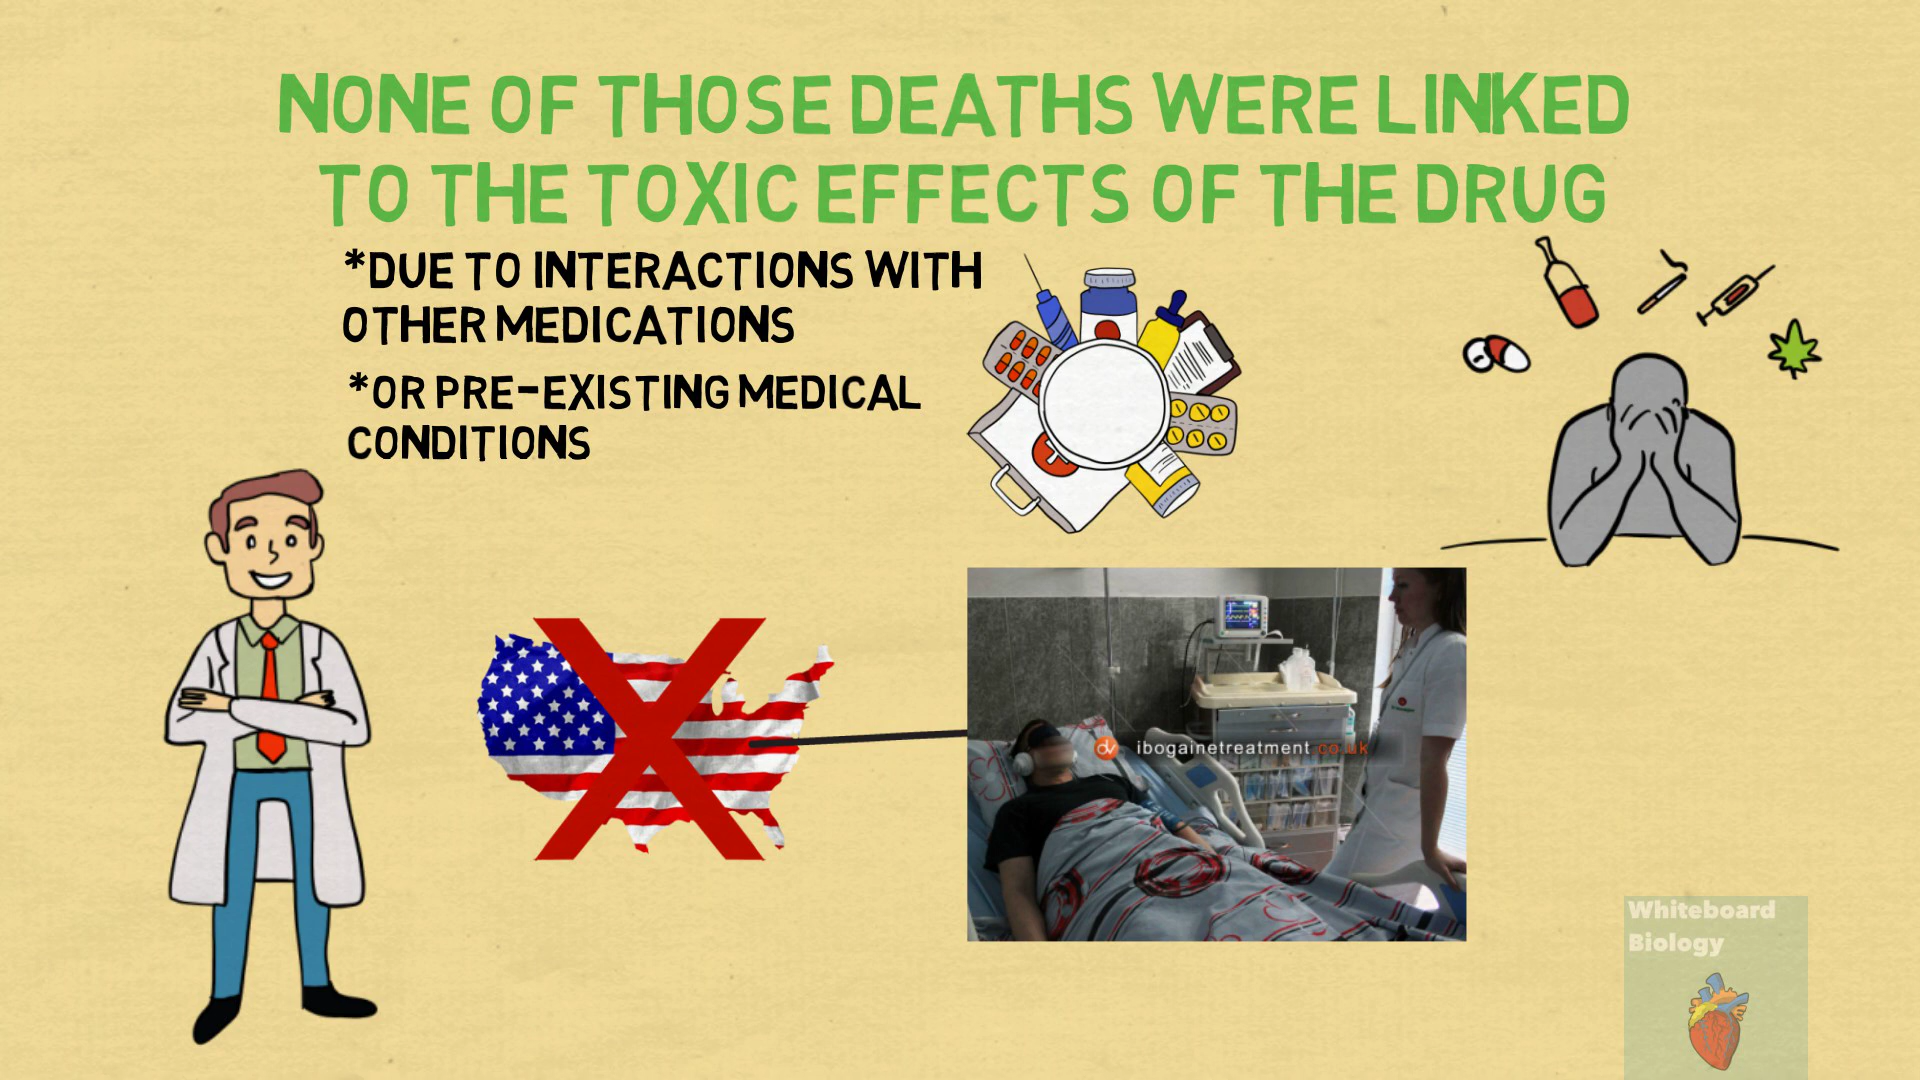 NONE OF THOSE DEATHS WERE LINKED
TO THE TOXIC EFFECTS OF THE DRUG
*DUE TO INTERACTIONS WITH
OTHER MEDICATIONS
*OR PRE-EXISTING MEDICAL
CONDITIONS
ibogainetreatment.co.uk
Whiteboard
Biology